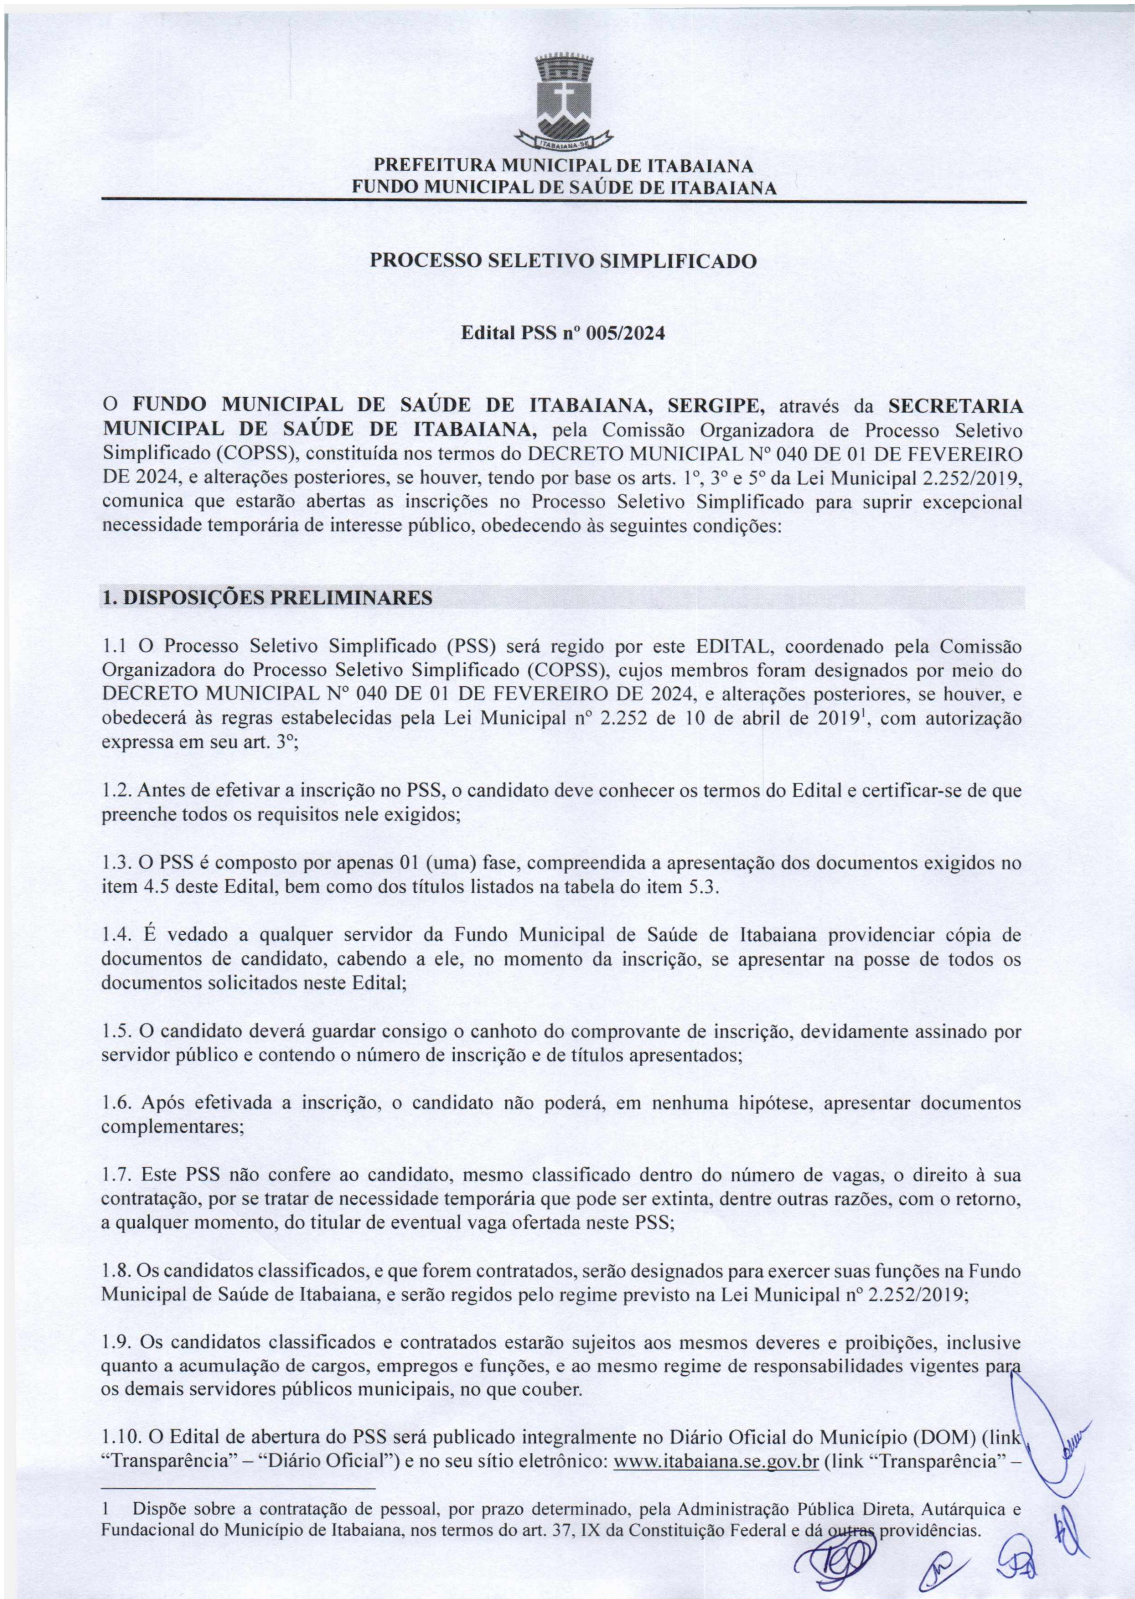 ITABAIANA-SE
PREFEITURA MUNICIPAL DE ITABAIANA
FUNDO MUNICIPAL DE SAÚDE DE ITABAIANA
PROCESSO SELETIVO SIMPLIFICADO
Edital PSS nº 005/2024
O FUNDO MUNICIPAL DE SAÚDE DE ITABAIANA, SERGIPE, através da SECRETARIA
MUNICIPAL DE SAÚDE DE ITABAIANA, pela Comissão Organizadora de Processo Seletivo
Simplificado (COPSS), constituída nos termos do DECRETO MUNICIPAL Nº 040 DE 01 DE FEVEREIRO
DE 2024, e alterações posteriores, se houver, tendo por base os arts. 1º, 3º e 5º da Lei Municipal 2.252/2019,
comunica que estarão abertas as inscrições no Processo Seletivo Simplificado para suprir excepcional
necessidade temporária de interesse público, obedecendo às seguintes condições:
1. DISPOSIÇÕES PRELIMINARES
1.1 O Processo Seletivo Simplificado (PSS) será regido por este EDITAL, coordenado pela Comissão
Organizadora do Processo Seletivo Simplificado (COPSS), cujos membros foram designados por meio do
DECRETO MUNICIPAL Nº 040 DE 01 DE FEVEREIRO DE 2024, e alterações posteriores, se houver, e
obedecerá às regras estabelecidas pela Lei Municipal nº 2.252 de 10 de abril de 2019¹, com autorização
expressa em seu art. 3º;
1.2. Antes de efetivar a inscrição no PSS, o candidato deve conhecer os termos do Edital e certificar-se de que
preenche todos os requisitos nele exigidos;
1.3. O PSS é composto por apenas 01 (uma) fase, compreendida a apresentação dos documentos exigidos no
item 4.5 deste Edital, bem como dos títulos listados na tabela do item 5.3.
1.4. É vedado a qualquer servidor da Fundo Municipal de Saúde de Itabaiana providenciar cópia de
documentos de candidato, cabendo a ele, no momento da inscrição, se apresentar na posse de todos os
documentos solicitados neste Edital;
1.5. O candidato deverá guardar consigo o canhoto do comprovante de inscrição, devidamente assinado por
servidor público e contendo o número de inscrição e de títulos apresentados;
1.6. Após efetivada a inscrição, o candidato não poderá, em nenhuma hipótese, apresentar documentos
complementares;
1.7. Este PSS não confere ao candidato, mesmo classificado dentro do número de vagas, o direito à sua
contratação, por se tratar de necessidade temporária que pode ser extinta, dentre outras razões, com o retorno,
a qualquer momento, do titular de eventual vaga ofertada neste PSS;
1.8. Os candidatos classificados, e que forem contratados, serão designados para exercer suas funções na Fundo
Municipal de Saúde de Itabaiana, e serão regidos pelo regime previsto na Lei Municipal nº 2.252/2019;
1.9. Os candidatos classificados e contratados estarão sujeitos aos mesmos deveres e proibições, inclusive
quanto a acumulação de cargos, empregos e funções, e ao mesmo regime de responsabilidades vigentes para
os demais servidores públicos municipais, no que couber.
1.10. O Edital de abertura do PSS será publicado integralmente no Diário Oficial do Município (DOM) (link
“Transparência” – “Diário Oficial”) e no seu sítio eletrônico: www.itabaiana.se.gov.br (link “Transparência” –
1 Dispõe sobre a contratação de pessoal, por prazo determinado, pela Administração Pública Direta, Autárquica e
Fundacional do Município de Itabaiana, nos termos do art. 37, IX da Constituição Federal e dá outras providências.